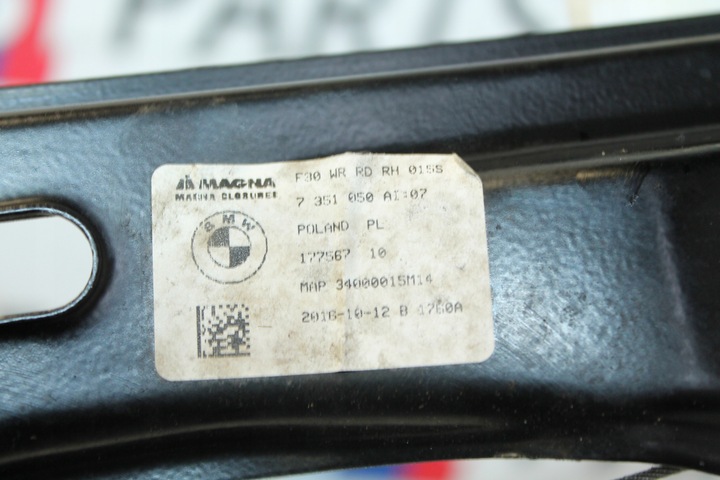 MAGNA
MAGNA CLOSURES
BMW
F30 WR RD RH 015S
7 351 050 AI:07
POLAND PL
177567 10
MAP 34000015M14
2016-10-12 B